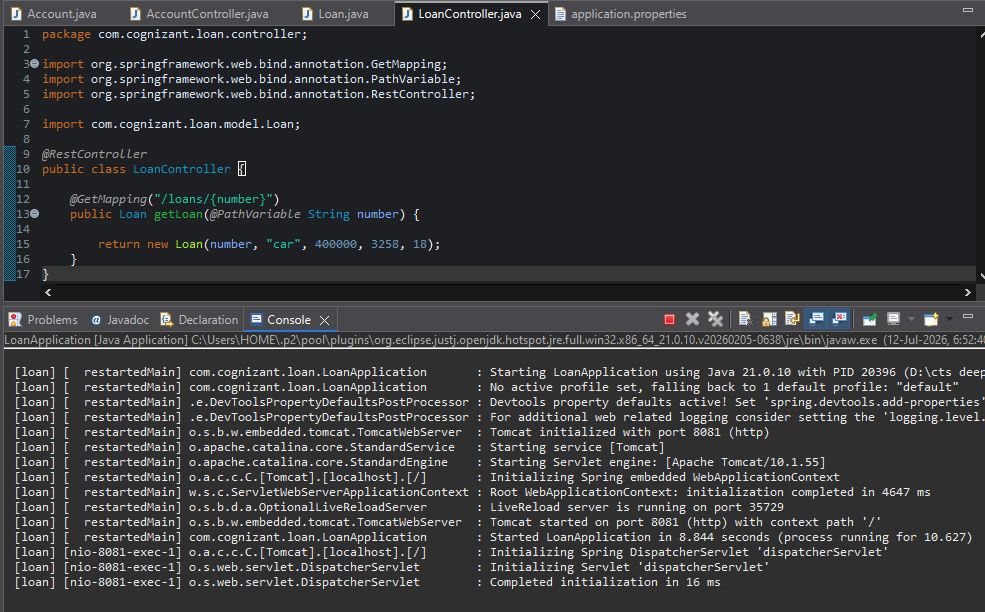 Account.java AccountController.java Loan.java LoanController.java application.properties
1 package com.cognizant.loan.controller;
2
3 import org.springframework.web.bind.annotation.GetMapping;
4 import org.springframework.web.bind.annotation.PathVariable;
5 import org.springframework.web.bind.annotation.RestController;
6
7 import com.cognizant.loan.model.Loan;
8
9 @RestController
10 public class LoanController {
11
12 @GetMapping("/loans/{number}")
13 public Loan getLoan(@PathVariable String number) {
14
15 return new Loan(number, "car", 400000, 3258, 18);
16 }
17 }
Problems Javadoc Declaration Console
LoanApplication [Java Application] C:\Users\HOME\.p2\pool\plugins\org.eclipse.justj.openjdk.hotspot.jre.full.win32.x86_64_21.0.10.v20260205-0638\jre\bin\javaw.exe (12-Jul-2026, 6:52:40
[loan] [ restartedMain] com.cognizant.loan.LoanApplication : Starting LoanApplication using Java 21.0.10 with PID 20396 (D:\cts deep
[loan] [ restartedMain] com.cognizant.loan.LoanApplication : No active profile set, falling back to 1 default profile: "default"
[loan] [ restartedMain] .e.DevToolsPropertyDefaultsPostProcessor : Devtools property defaults active! Set 'spring.devtools.add-properties'
[loan] [ restartedMain] .e.DevToolsPropertyDefaultsPostProcessor : For additional web related logging consider setting the 'logging.level.
[loan] [ restartedMain] o.s.b.w.embedded.tomcat.TomcatWebServer : Tomcat initialized with port 8081 (http)
[loan] [ restartedMain] o.apache.catalina.core.StandardService : Starting service [Tomcat]
[loan] [ restartedMain] o.apache.catalina.core.StandardEngine : Starting Servlet engine: [Apache Tomcat/10.1.55]
[loan] [ restartedMain] o.a.c.c.C.[Tomcat].[localhost].[/] : Initializing Spring embedded WebApplicationContext
[loan] [ restartedMain] w.s.c.ServletWebServerApplicationContext : Root WebApplicationContext: initialization completed in 4647 ms
[loan] [ restartedMain] o.s.b.d.a.OptionalLiveReloadServer : LiveReload server is running on port 35729
[loan] [ restartedMain] o.s.b.w.embedded.tomcat.TomcatWebServer : Tomcat started on port 8081 (http) with context path '/'
[loan] [ restartedMain] com.cognizant.loan.LoanApplication : Started LoanApplication in 8.844 seconds (process running for 10.627)
[loan] [nio-8081-exec-1] o.a.c.c.C.[Tomcat].[localhost].[/] : Initializing Spring DispatcherServlet 'dispatcherServlet'
[loan] [nio-8081-exec-1] o.s.web.servlet.DispatcherServlet : Initializing Servlet 'dispatcherServlet'
[loan] [nio-8081-exec-1] o.s.web.servlet.DispatcherServlet : Completed initialization in 16 ms